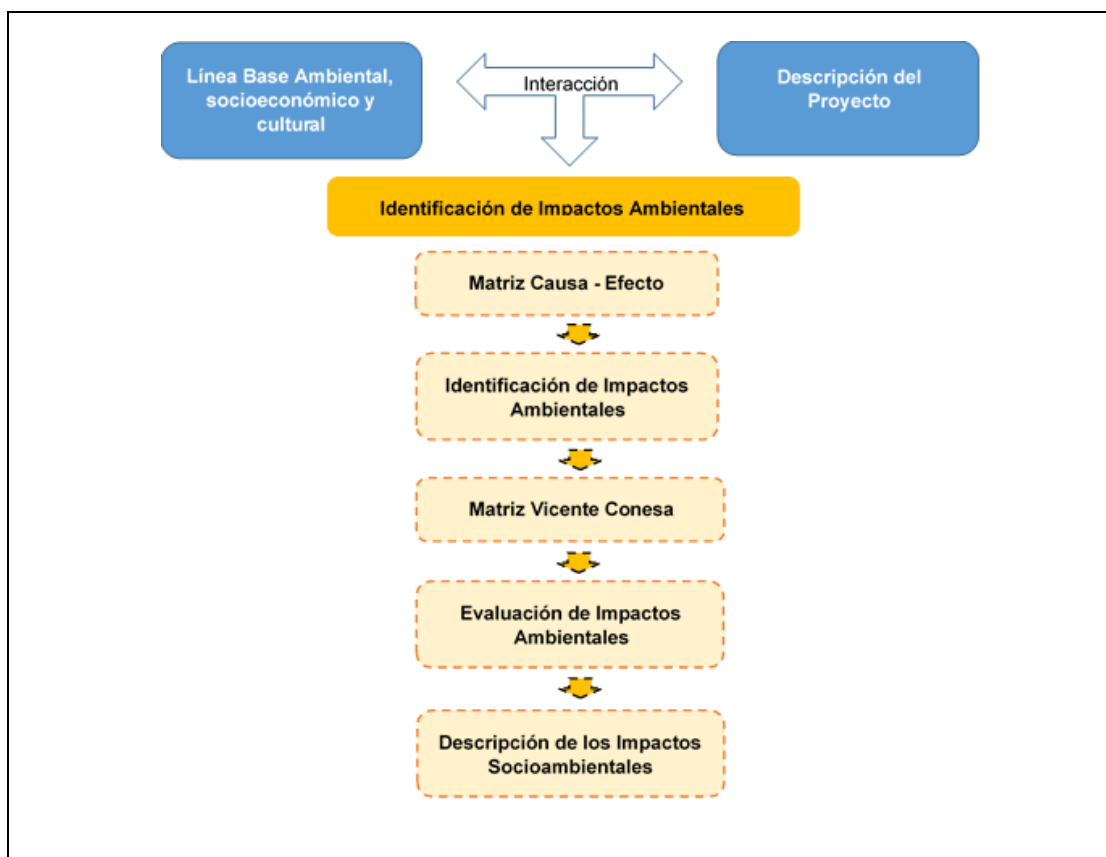 Línea Base Ambiental,
socioeconómico y
cultural
Interacción
Descripción del
Proyecto
Identificación de Impactos Ambientales
Matriz Causa - Efecto
Identificación de Impactos
Ambientales
Matriz Vicente Conesa
Evaluación de Impactos
Ambientales
Descripción de los Impactos
Socioambientales